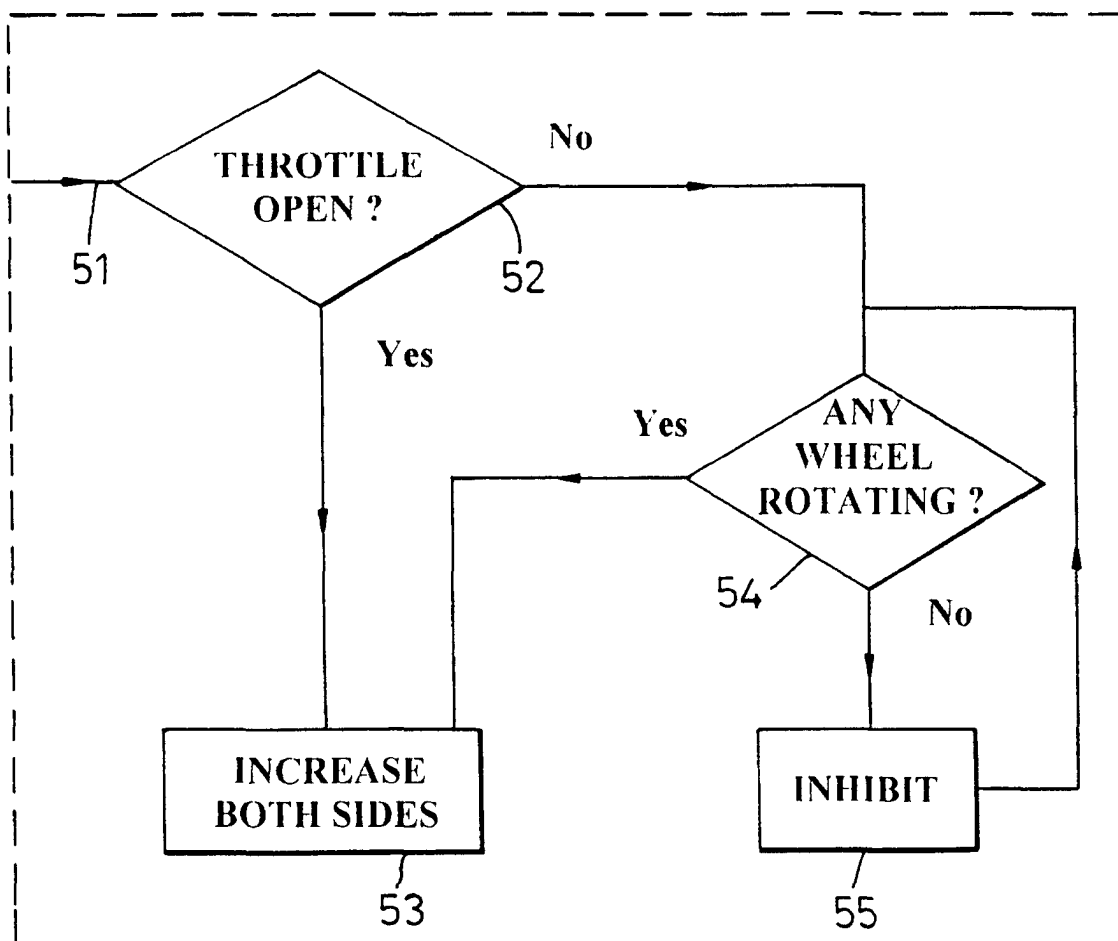 THROTTLE
OPEN ?
No
51
52
Yes
Yes
ANY
WHEEL
ROTATING ?
54
No
INCREASE
BOTH SIDES
53
INHIBIT
55